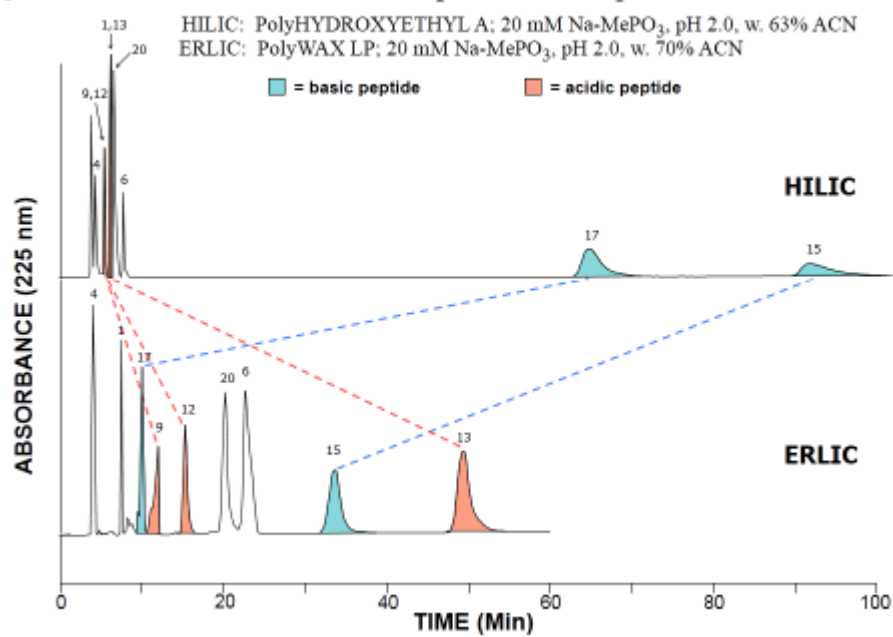 HILIC: PolyHYDROXYETHYL A; 20 mM Na-MePO₃, pH 2.0, w. 63% ACN
ERLIC: PolyWAX LP; 20 mM Na-MePO₃, pH 2.0, w. 70% ACN
= basic peptide = acidic peptide
1,13
20
9,12
4
6
HILIC
17
15
ABSORBANCE (225 nm)
4
1
17
9
12
20
6
15
13
ERLIC
0 20 40 60 80 100
TIME (Min)